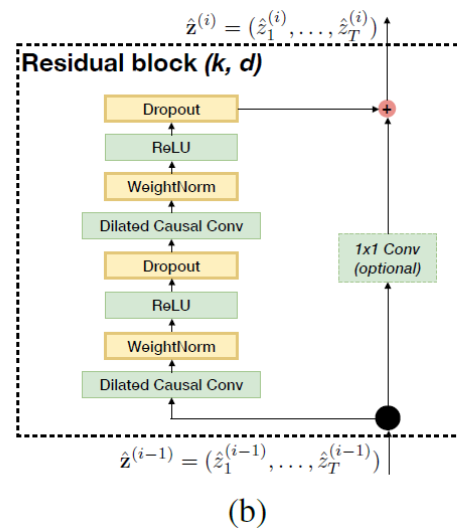 ẑ^(i) = (ẑ_1^(i), . . . , ẑ_T^(i))
Residual block (k, d)
Dropout
+
ReLU
WeightNorm
Dilated Causal Conv
1x1 Conv
(optional)
Dropout
ReLU
WeightNorm
Dilated Causal Conv
ẑ^(i−1) = (ẑ_1^(i−1), . . . , ẑ_T^(i−1))
(b)